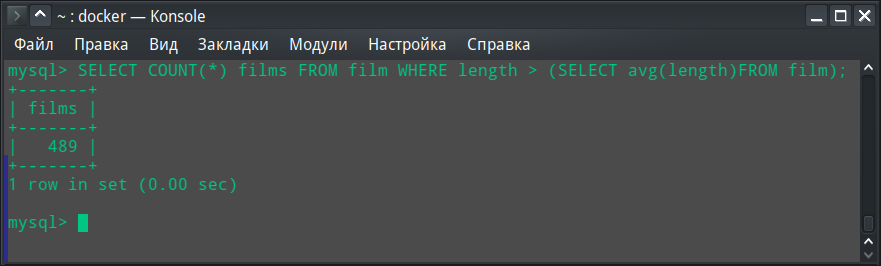 ~ : docker — Konsole
Файл Правка Вид Закладки Модули Настройка Справка
mysql> SELECT COUNT(*) films FROM film WHERE length > (SELECT avg(length)FROM film);
+-------+
| films |
+-------+
|   489 |
+-------+
1 row in set (0.00 sec)
mysql>